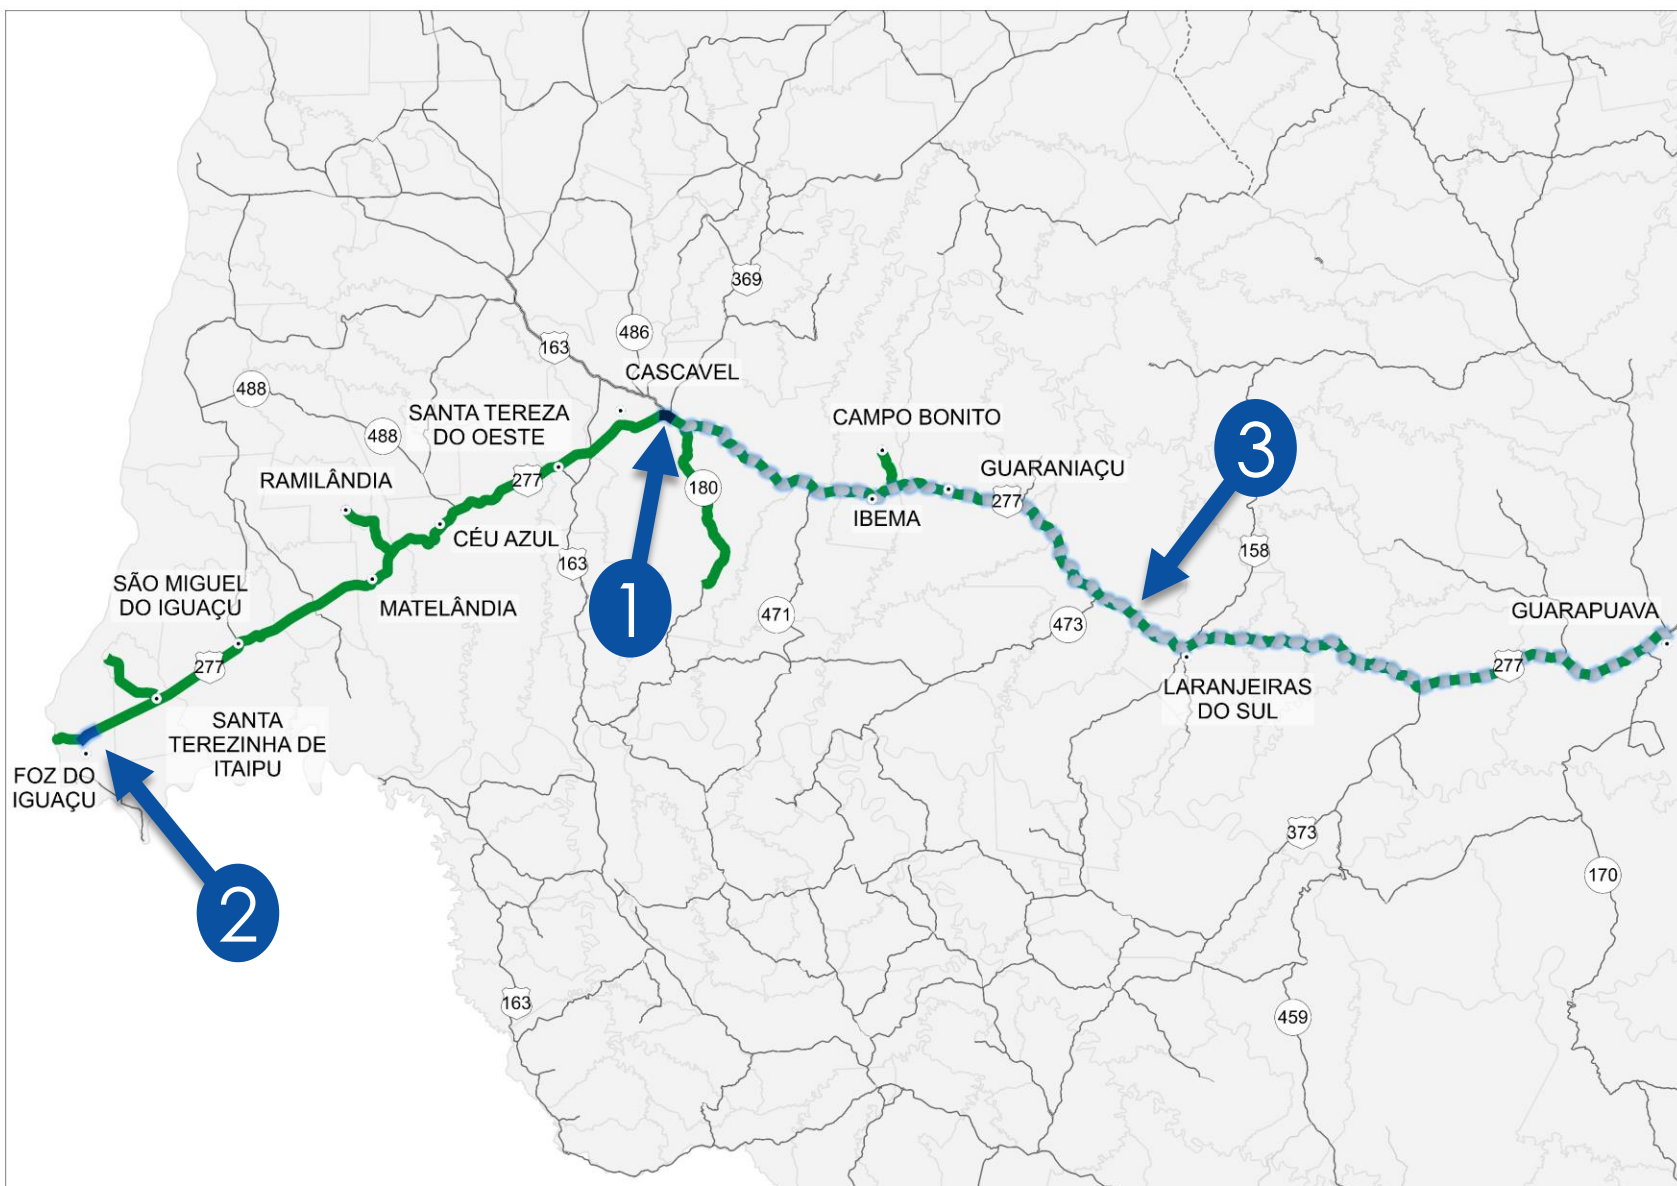 369
486
163
CASCAVEL
488
SANTA TEREZA
DO OESTE
488
CAMPO BONITO
3
GUARANIAÇU
RAMILÂNDIA
277
180
277
IBEMA
CÉU AZUL
158
163
SÃO MIGUEL
DO IGUAÇU
MATELÂNDIA
1
471
473
GUARAPUAVA
277
277
LARANJEIRAS
DO SUL
SANTA
TEREZINHA DE
ITAIPU
FOZ DO
IGUAÇU
373
170
2
163
459